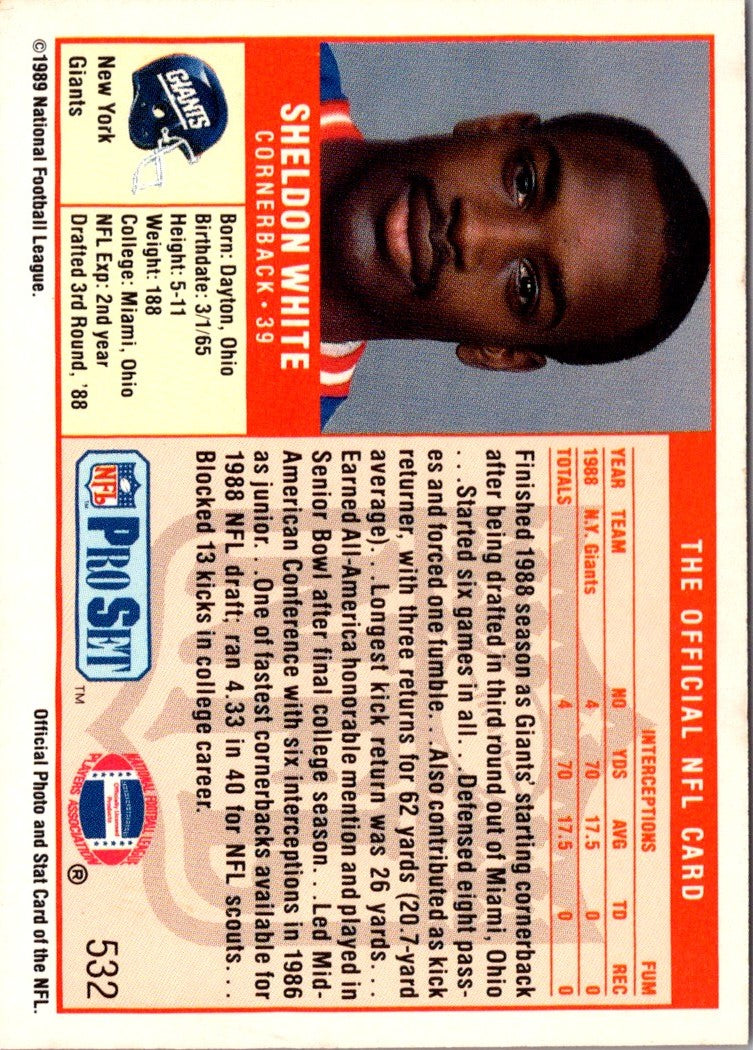 THE OFFICIAL NFL CARD
SHELDON WHITE
CORNERBACK • 39
GIANTS
New York
Giants
Born: Dayton, Ohio
Birthdate: 3/1/65
Height: 5-11
Weight: 188
College: Miami, Ohio
NFL Exp: 2nd year
Drafted 3rd Round, '88
INTERCEPTIONS FUM
YEAR TEAM NO YDS AVG TD REC
1988 N.Y. Giants 4 70 17.5 0 0
TOTALS 4 70 17.5 0 0
Finished 1988 season as Giants' starting cornerback
after being drafted in third round out of Miami, Ohio
. . .Started six games in all. . .Defensed eight pass-
es and forced one fumble. . .Also contributed as kick
returner, with three returns for 62 yards (20.7-yard
average). . .Longest kick return was 26 yards. . .
Earned All-America honorable mention and played in
Senior Bowl after final college season. . .Led Mid-
American Conference with six interceptions in 1986
as junior. . .One of fastest cornerbacks available for
1988 NFL draft; ran 4.33 in 40 for NFL scouts. . .
Blocked 13 kicks in college career.
NFL PRO SET TM
NATIONAL FOOTBALL LEAGUE
Officially Licensed
Products
PLAYERS ASSOCIATION
®
532
©1989 National Football League.
Official Photo and Stat Card of the NFL.